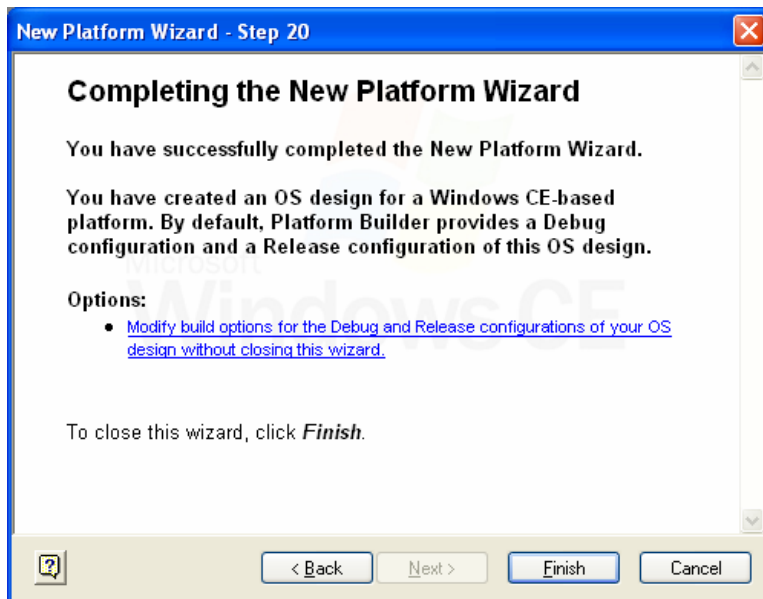 New Platform Wizard - Step 20
Completing the New Platform Wizard
You have successfully completed the New Platform Wizard.
You have created an OS design for a Windows CE-based
platform. By default, Platform Builder provides a Debug
configuration and a Release configuration of this OS design.
Microsoft
Windows CE
Options:
• Modify build options for the Debug and Release configurations of your OS
design without closing this wizard.
To close this wizard, click Finish.
?
< Back
Next >
Finish
Cancel